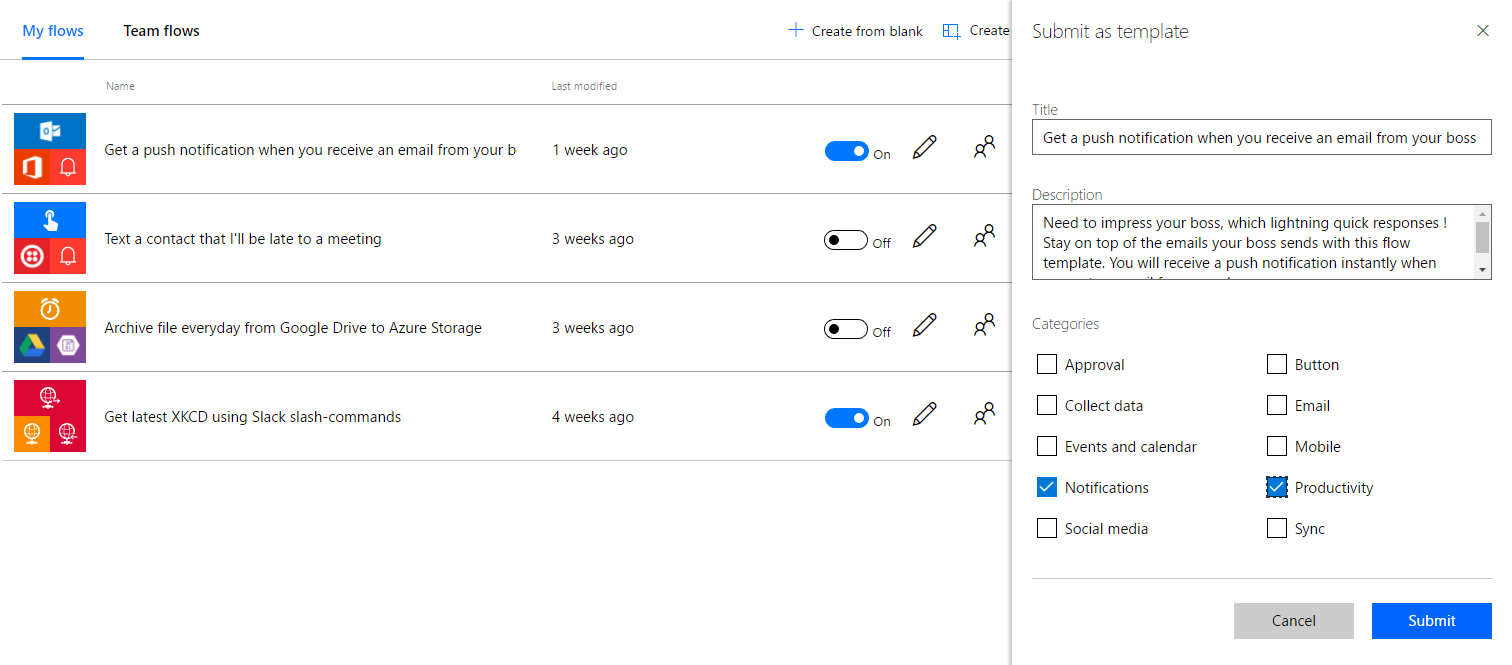 My flows
Team flows
Create from blank
Create
Name
Last modified
Get a push notification when you receive an email from your b
1 week ago
On
Text a contact that I'll be late to a meeting
3 weeks ago
Off
Archive file everyday from Google Drive to Azure Storage
3 weeks ago
Off
Get latest XKCD using Slack slash-commands
4 weeks ago
On
Submit as template
Title
Get a push notification when you receive an email from your boss
Description
Need to impress your boss, which lightning quick responses !
Stay on top of the emails your boss sends with this flow
template. You will receive a push notification instantly when
Categories
Approval
Button
Collect data
Email
Events and calendar
Mobile
Notifications
Productivity
Social media
Sync
Cancel
Submit